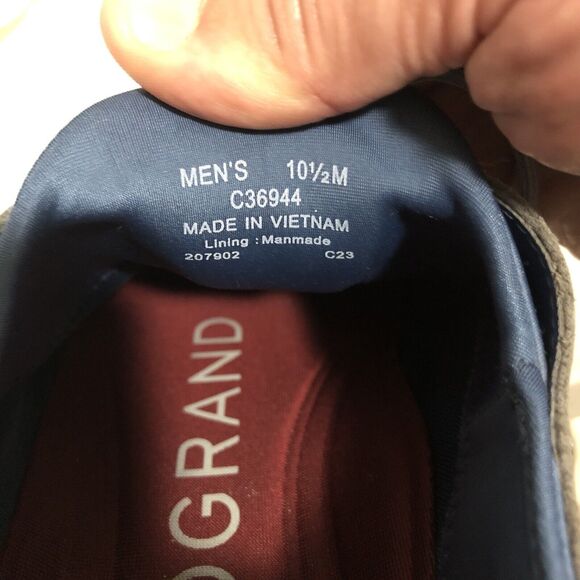 MEN'S 10½M
C36944
MADE IN VIETNAM
Lining : Manmade
207902 C23
GRAND